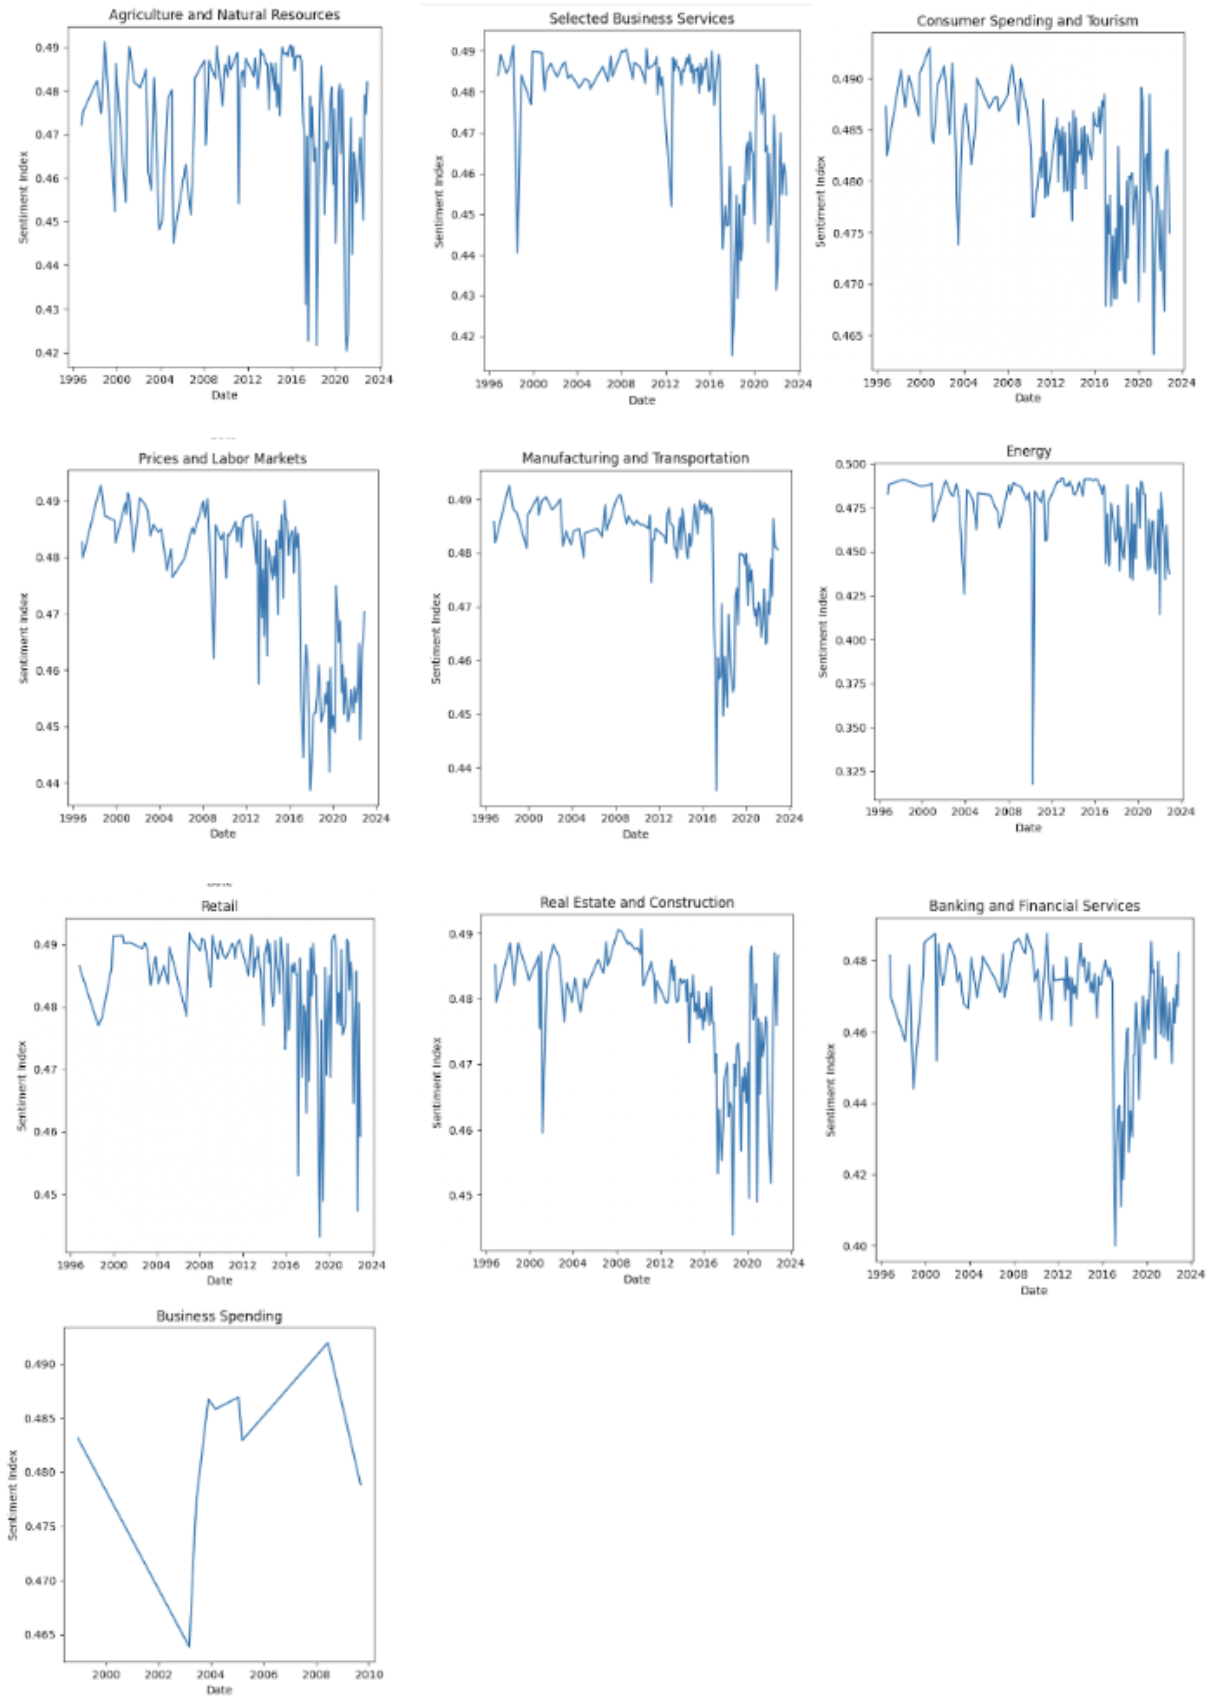 Agriculture and Natural Resources
Sentiment Index
0.49
0.48
0.47
0.46
0.45
0.44
0.43
0.42
1996 2000 2004 2008 2012 2016 2020 2024
Date
Selected Business Services
Sentiment Index
0.49
0.48
0.47
0.46
0.45
0.44
0.43
0.42
1996 2000 2004 2008 2012 2016 2020 2024
Date
Consumer Spending and Tourism
Sentiment Index
0.490
0.485
0.480
0.475
0.470
0.465
1996 2000 2004 2008 2012 2016 2020 2024
Date
Prices and Labor Markets
Sentiment Index
0.49
0.48
0.47
0.46
0.45
0.44
1996 2000 2004 2008 2012 2016 2020 2024
Date
Manufacturing and Transportation
Sentiment Index
0.49
0.48
0.47
0.46
0.45
0.44
1996 2000 2004 2008 2012 2016 2020 2024
Date
Energy
Sentiment Index
0.500
0.475
0.450
0.425
0.400
0.375
0.350
0.325
1996 2000 2004 2008 2012 2016 2020 2024
Date
Retail
Sentiment Index
0.49
0.48
0.47
0.46
0.45
1996 2000 2004 2008 2012 2016 2020 2024
Date
Real Estate and Construction
Sentiment Index
0.49
0.48
0.47
0.46
0.45
1996 2000 2004 2008 2012 2016 2020 2024
Date
Banking and Financial Services
Sentiment Index
0.48
0.46
0.44
0.42
0.40
1996 2000 2004 2008 2012 2016 2020 2024
Date
Business Spending
Sentiment Index
0.490
0.485
0.480
0.475
0.470
0.465
2000 2002 2004 2006 2008 2010
Date